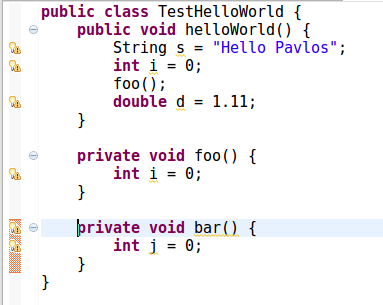 public class TestHelloWorld {
    public void helloWorld() {
        String s = "Hello Pavlos";
        int i = 0;
        foo();
        double d = 1.11;
    }

    private void foo() {
        int i = 0;
    }

    private void bar() {
        int j = 0;
    }
}